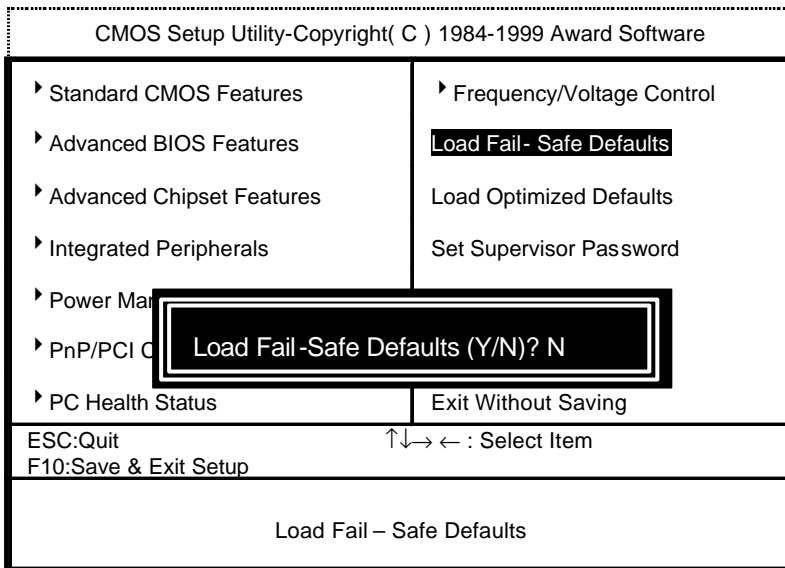 CMOS Setup Utility-Copyright( C ) 1984-1999 Award Software
‣Standard CMOS Features
‣Advanced BIOS Features
‣Advanced Chipset Features
‣Integrated Peripherals
‣Power
‣PnP/PCI
‣PC Health Status
‣Frequency/Voltage Control
Load Fail- Safe Defaults
Load Optimized Defaults
Set Supervisor Password
Exit Without Saving
Load Fail-Safe Defaults (Y/N)? N
ESC:Quit ↑↓→ ← : Select Item
F10:Save & Exit Setup
Load Fail – Safe Defaults